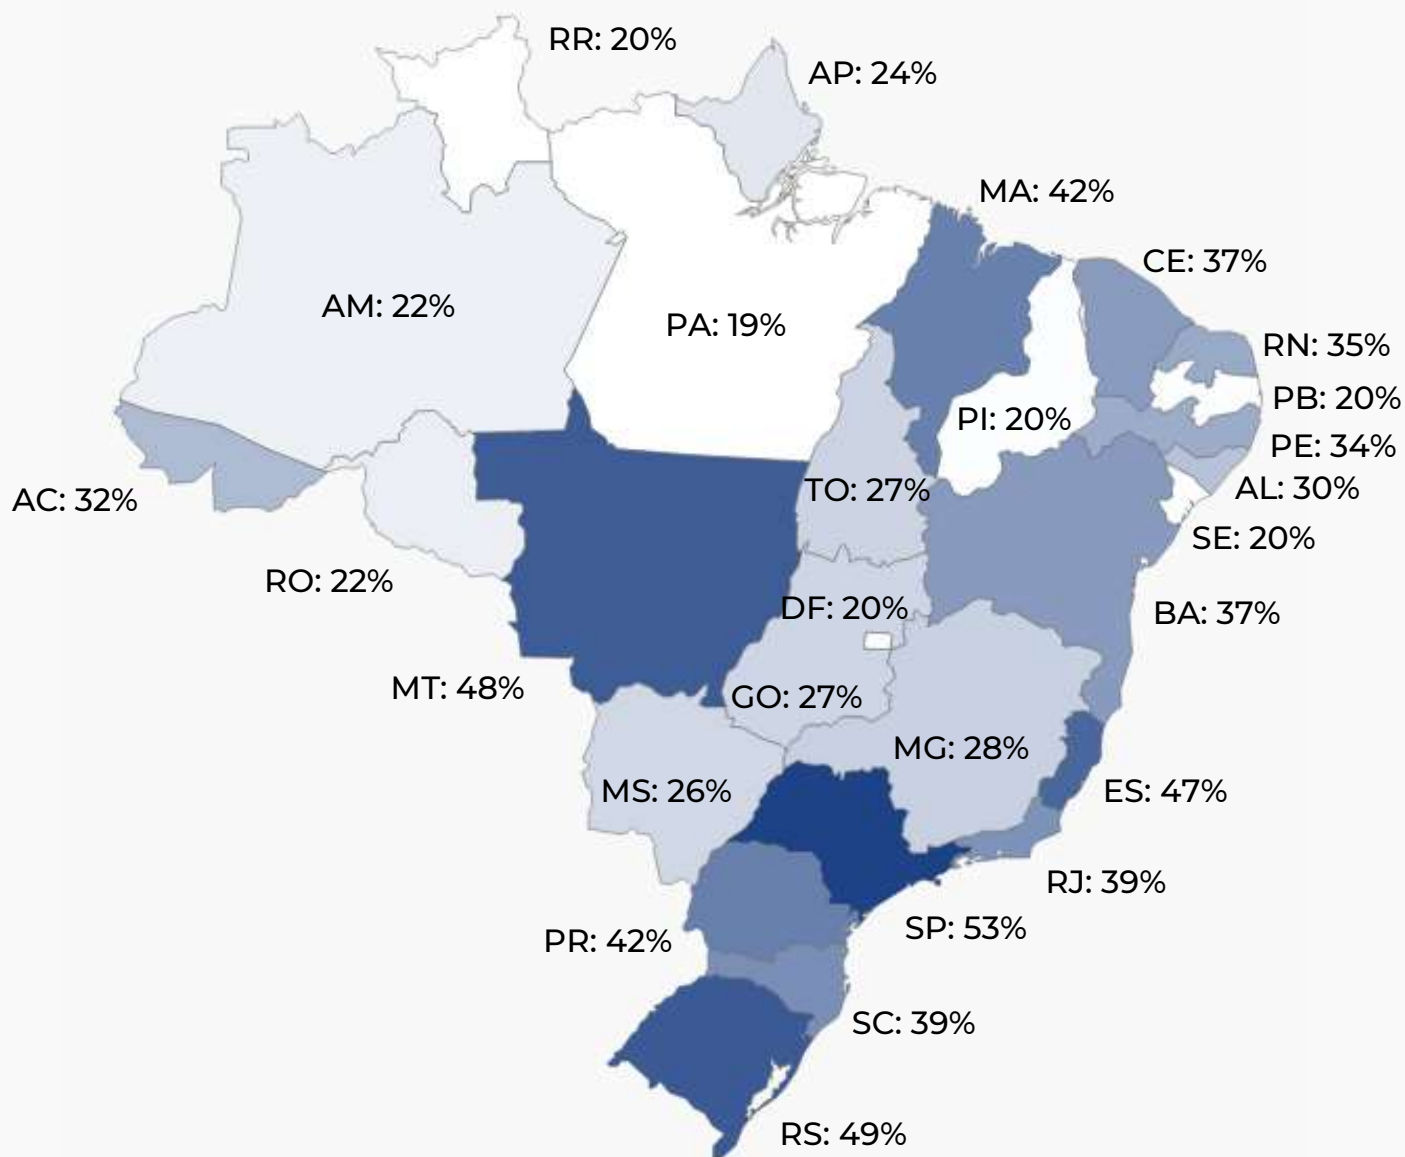 RR: 20%
AP: 24%
MA: 42%
CE: 37%
AM: 22%
PA: 19%
RN: 35%
PB: 20%
PI: 20%
PE: 34%
TO: 27%
AL: 30%
AC: 32%
SE: 20%
RO: 22%
DF: 20%
BA: 37%
MT: 48%
GO: 27%
MG: 28%
MS: 26%
ES: 47%
RJ: 39%
SP: 53%
PR: 42%
SC: 39%
RS: 49%